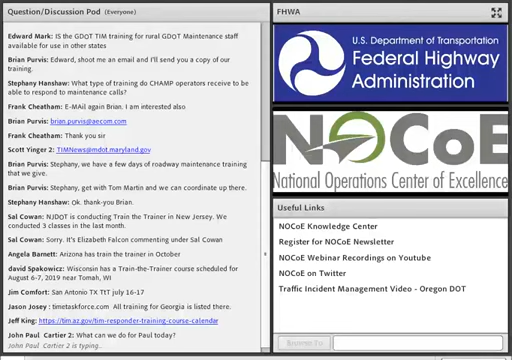 Question/Discussion Pod (Everyone)
Edward Mark: IS the GDOT TIM training for rural GDOT Maintenance staff
available for use in other states
Brian Purvis: Edward, shoot me an email and I'll send you a copy of our
training.
Stephany Hanshaw: What type of training do CHAMP operators receive to be
able to respond to maintenance calls?
Frank Cheatham: E-MAil again Brian. I am interested also
Brian Purvis: brian.purvis@aecom.com
Frank Cheatham: Thank you sir
Scott Yinger 2: TIMNews@mdot.maryland.gov
Brian Purvis: Stephany, we have a few days of roadway maintenance training
that we give.
Brian Purvis: Stephany, get with Tom Martin and we can coordinate up there.
Stephany Hanshaw: Ok. thank-you Brian.
Sal Cowan: NJDOT is conducting Train the Trainer in New Jersey. We
conducted 3 classes in the last month.
Sal Cowan: Sorry. It's Elizabeth Falcon commenting under Sal Cowan
Angela Barnett: Arizona has train the trainer in October
david Spakowicz: Wisconsin has a Train-the-Trainer course scheduled for
August 6-7, 2019 near Tomah, WI
Jim Comfort: San Antonio TX TtT july 16-17
Jason Josey : timetaskforce.com All training for Georgia is listed there.
Jeff King: https://tim.az.gov/tim-responder-training-course-calendar
John Paul Cartier 2: What can we do for Paul today?
John Paul Cartier 2 is typing..
FHWA
U.S. Department of Transportation
Federal Highway
Administration
NOCoE
National Operations Center of Excellence
Useful Links
NOCoE Knowledge Center
Register for NOCoE Newsletter
NOCoE Webinar Recordings on Youtube
NOCoE on Twitter
Traffic Incident Management Video - Oregon DOT
Browse To